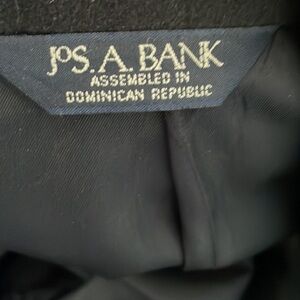 JOS. A. BANK
ASSEMBLED IN
DOMINICAN REPUBLIC